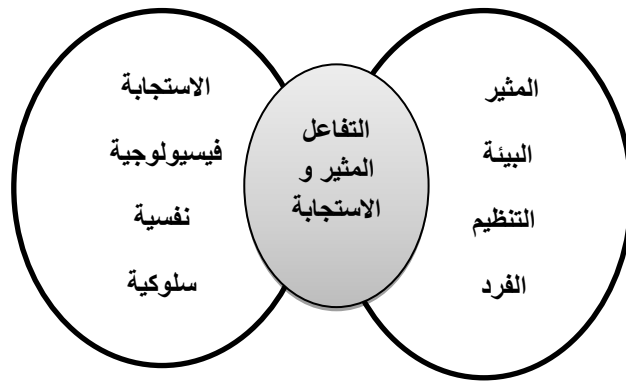 المثير
البيئة
التنظيم
الفرد
التفاعل
المثير و
الاستجابة
الاستجابة
فيسيولوجية
نفسية
سلوكية